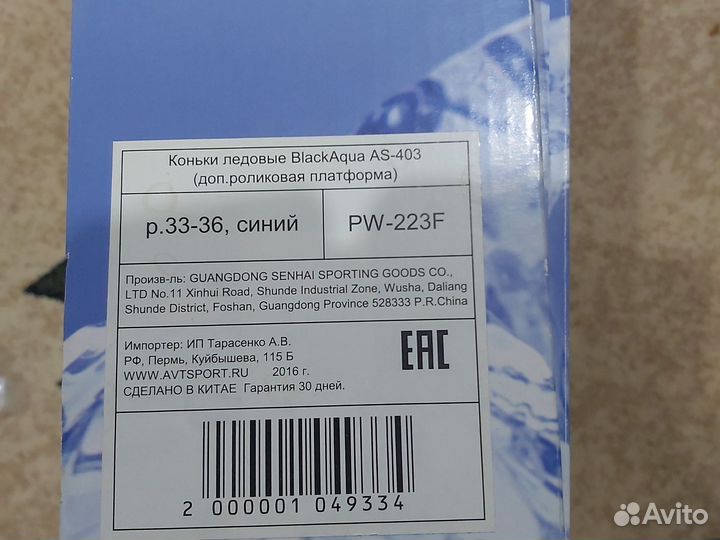 Коньки ледовые BlackAqua AS-403
(доп.роликовая платформа)
р.33-36, синий
PW-223F
Произв-ль: GUANGDONG SENHAI SPORTING GOODS CO.,
LTD No.11 Xinhui Road, Shunde Industrial Zone, Wusha, Daliang
Shunde District, Foshan, Guangdong Province 528333 P.R.China
Импортер: ИП Тарасенко А.В.
РФ, Пермь, Куйбышева, 115 Б
WWW.AVTSPORT.RU 2016 г.
СДЕЛАНО В КИТАЕ Гарантия 30 дней.
EAC
2 000001 049334
Avito